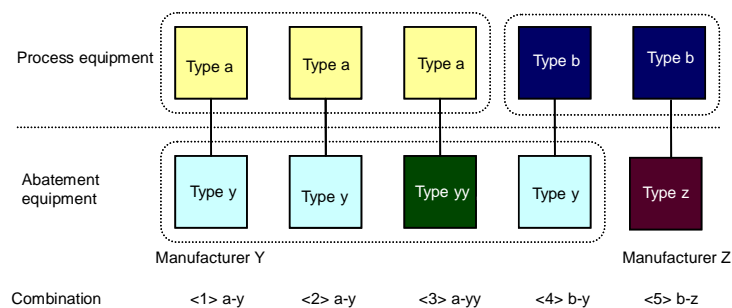 Process equipment
Type a
Type a
Type a
Type b
Type b
Abatement
equipment
Type y
Type y
Type yy
Type y
Type z
Manufacturer Y
Manufacturer Z
Combination
<1> a-y
<2> a-y
<3> a-yy
<4> b-y
<5> b-z